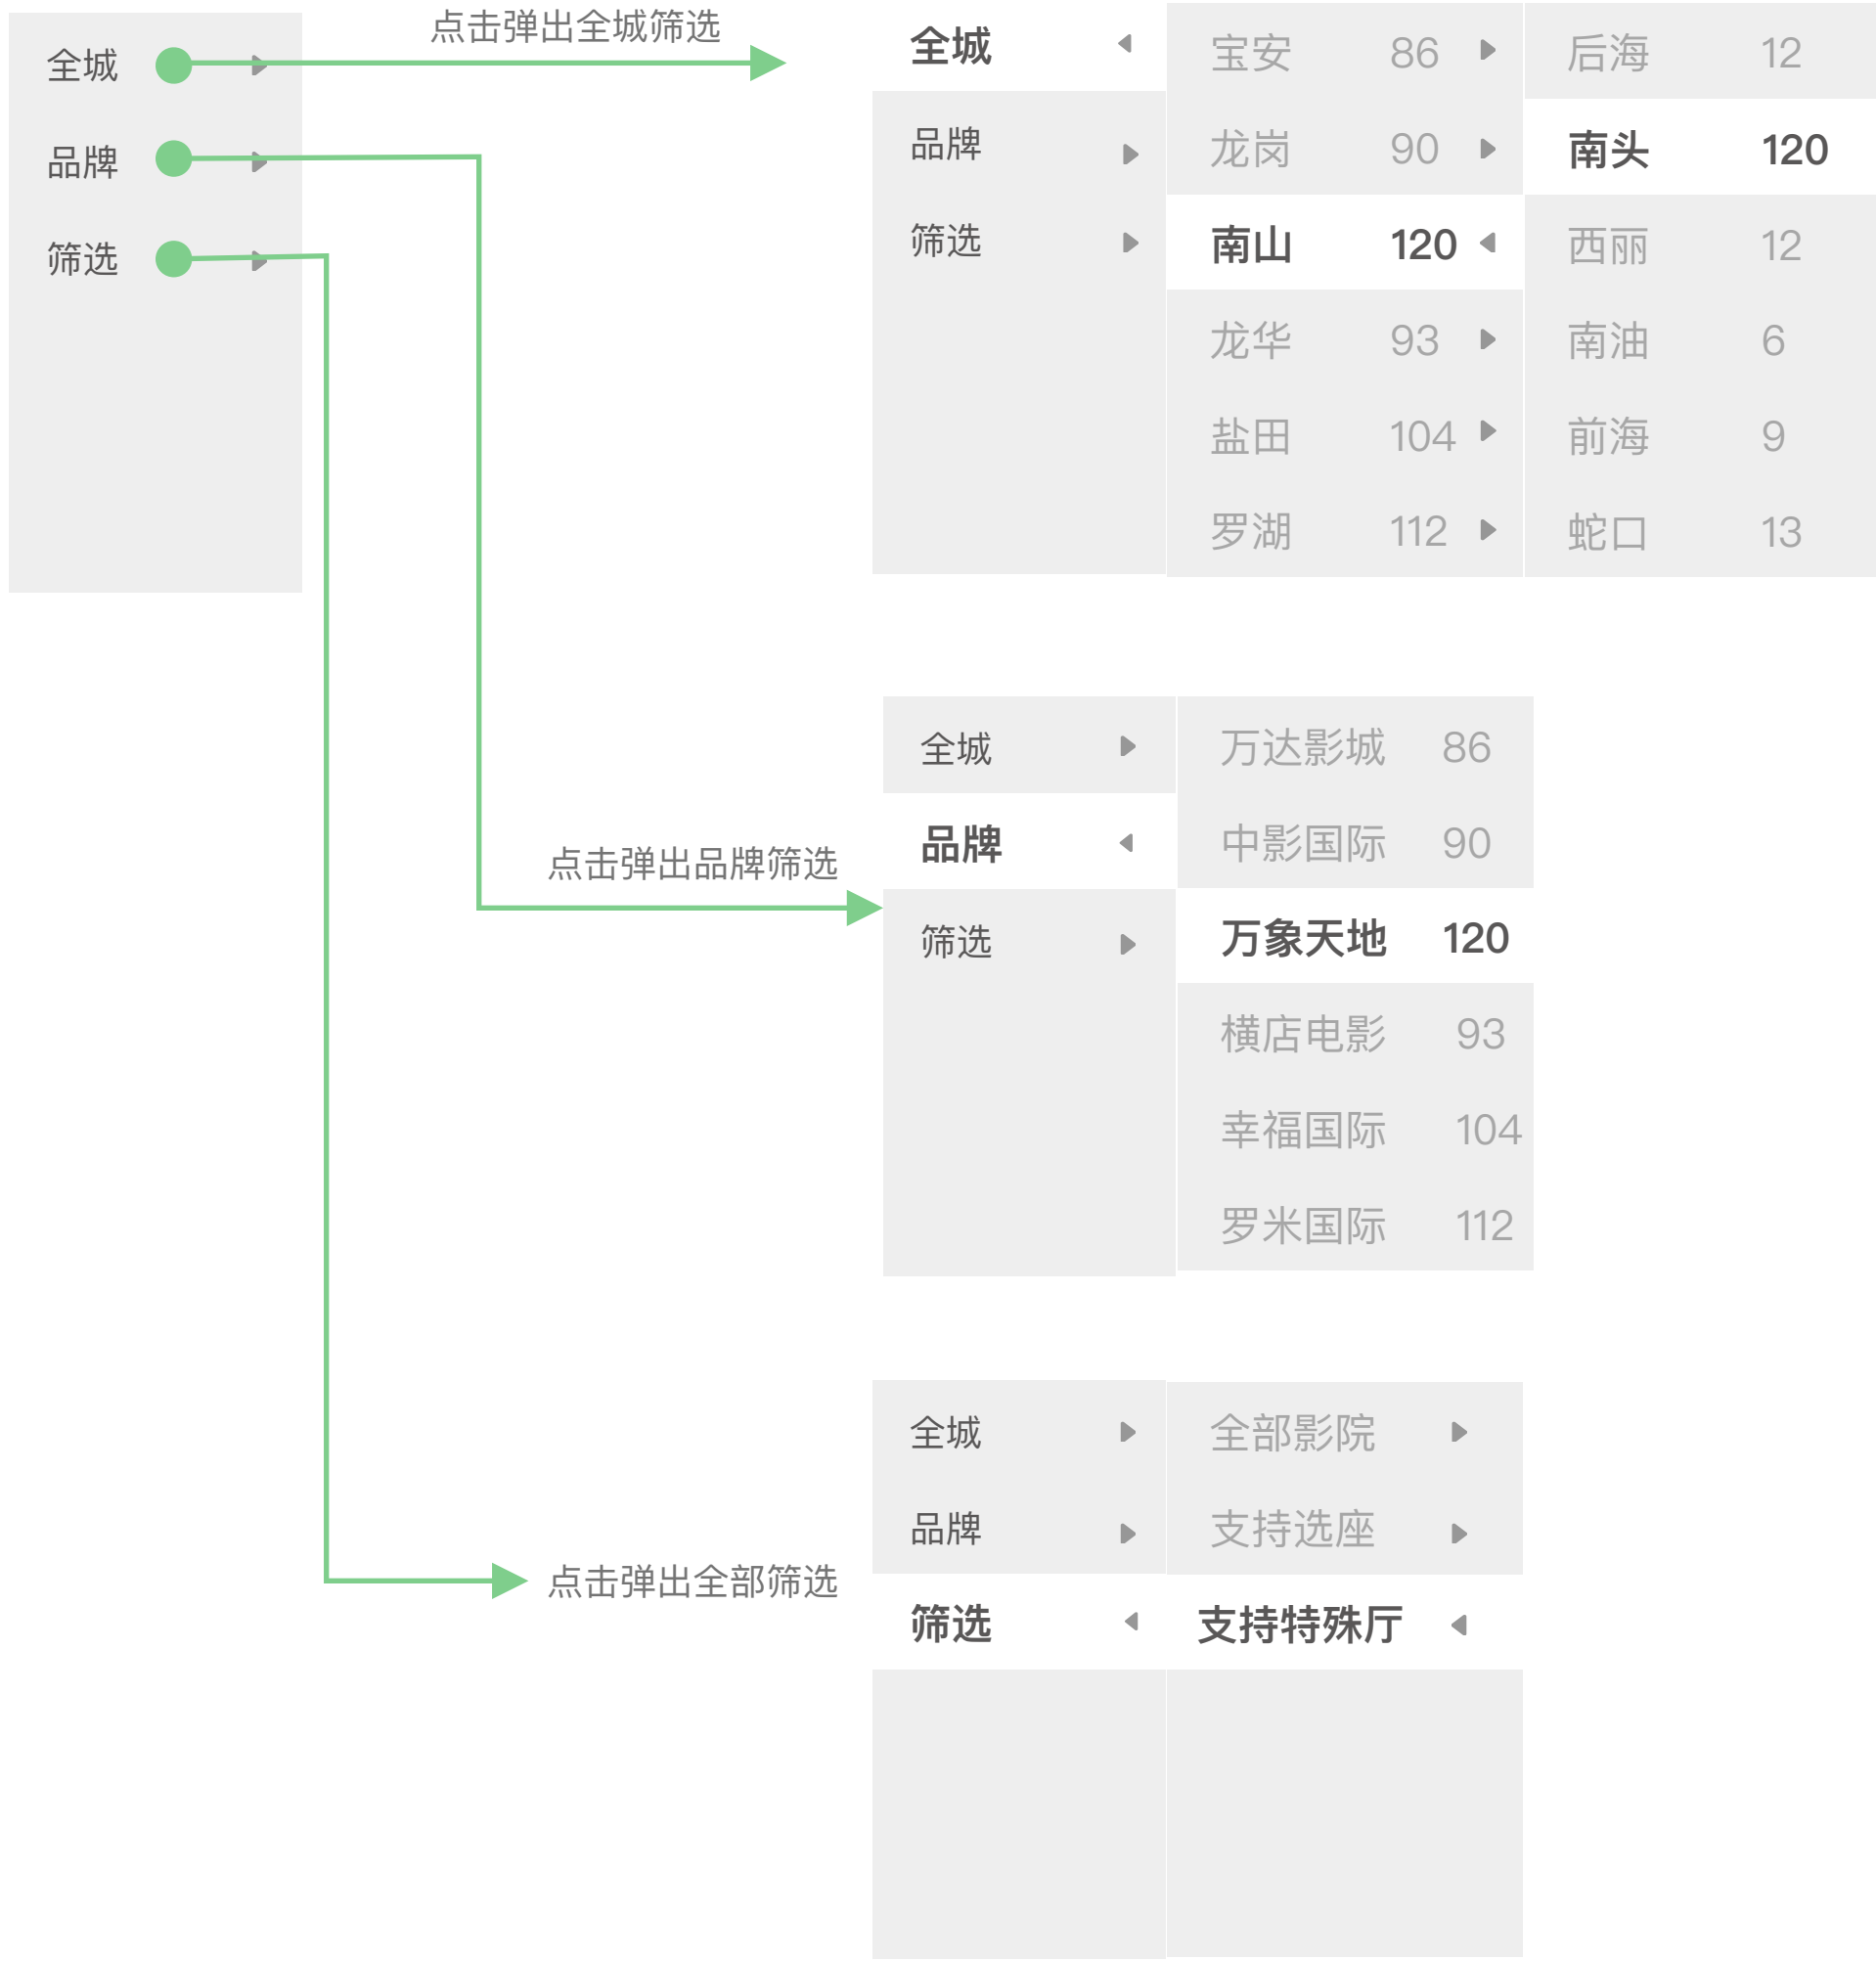 全城
品牌
筛选
点击弹出全城筛选
全城
品牌
筛选
宝安 86
龙岗 90
南山 120
龙华 93
盐田 104
罗湖 112
后海 12
南头 120
西丽 12
南油 6
前海 9
蛇口 13
点击弹出品牌筛选
全城
品牌
筛选
万达影城 86
中影国际 90
万象天地 120
横店电影 93
幸福国际 104
罗米国际 112
点击弹出全部筛选
全城
品牌
筛选
全部影院
支持选座
支持特殊厅